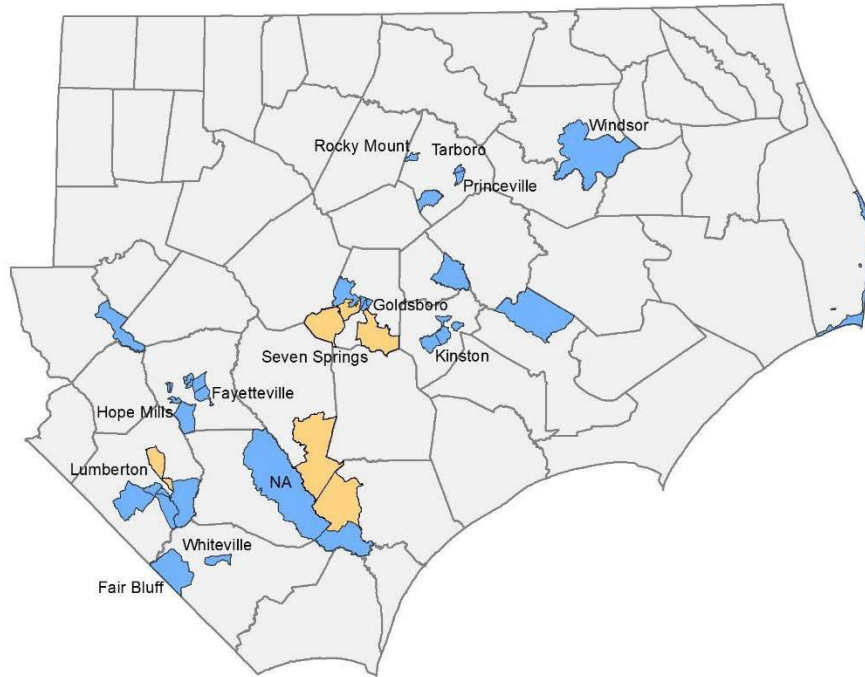 Windsor
Rocky Mount
Tarboro
Princeville
Goldsboro
Seven Springs
Kinston
Fayetteville
Hope Mills
Lumberton
NA
Whiteville
Fair Bluff